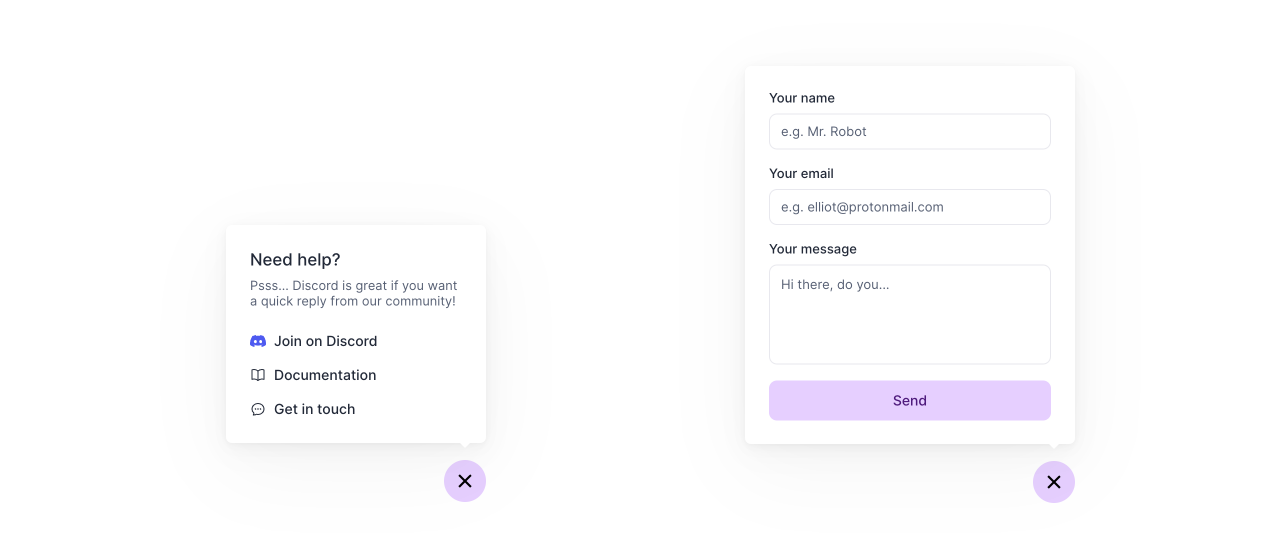 Need help?
Psss... Discord is great if you want
a quick reply from our community!
Join on Discord
Documentation
Get in touch
Your name
e.g. Mr. Robot
Your email
e.g. elliot@protonmail.com
Your message
Hi there, do you...
Send